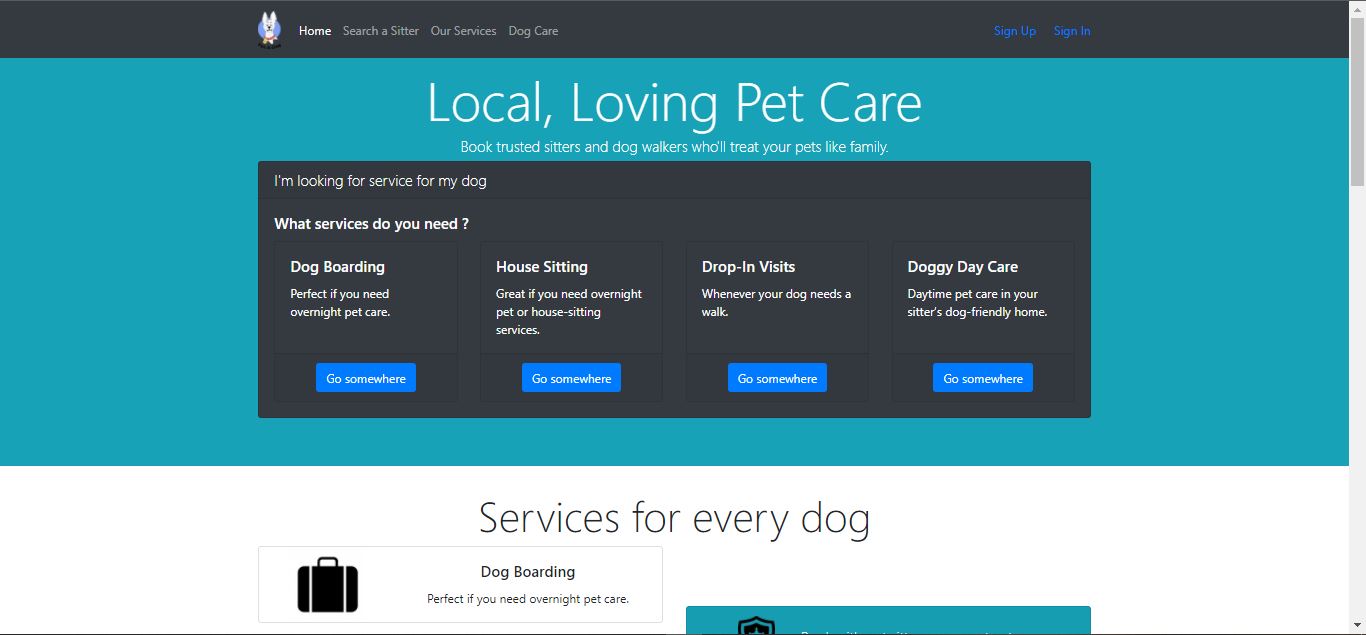 Home Search a Sitter Our Services Dog Care Sign Up Sign In
Local, Loving Pet Care
Book trusted sitters and dog walkers who'll treat your pets like family.
I'm looking for service for my dog
What services do you need ?
Dog Boarding
Perfect if you need
overnight pet care.
Go somewhere
House Sitting
Great if you need overnight
pet or house-sitting
services.
Go somewhere
Drop-In Visits
Whenever your dog needs a
walk.
Go somewhere
Doggy Day Care
Daytime pet care in your
sitter's dog-friendly home.
Go somewhere
Services for every dog
Dog Boarding
Perfect if you need overnight pet care.